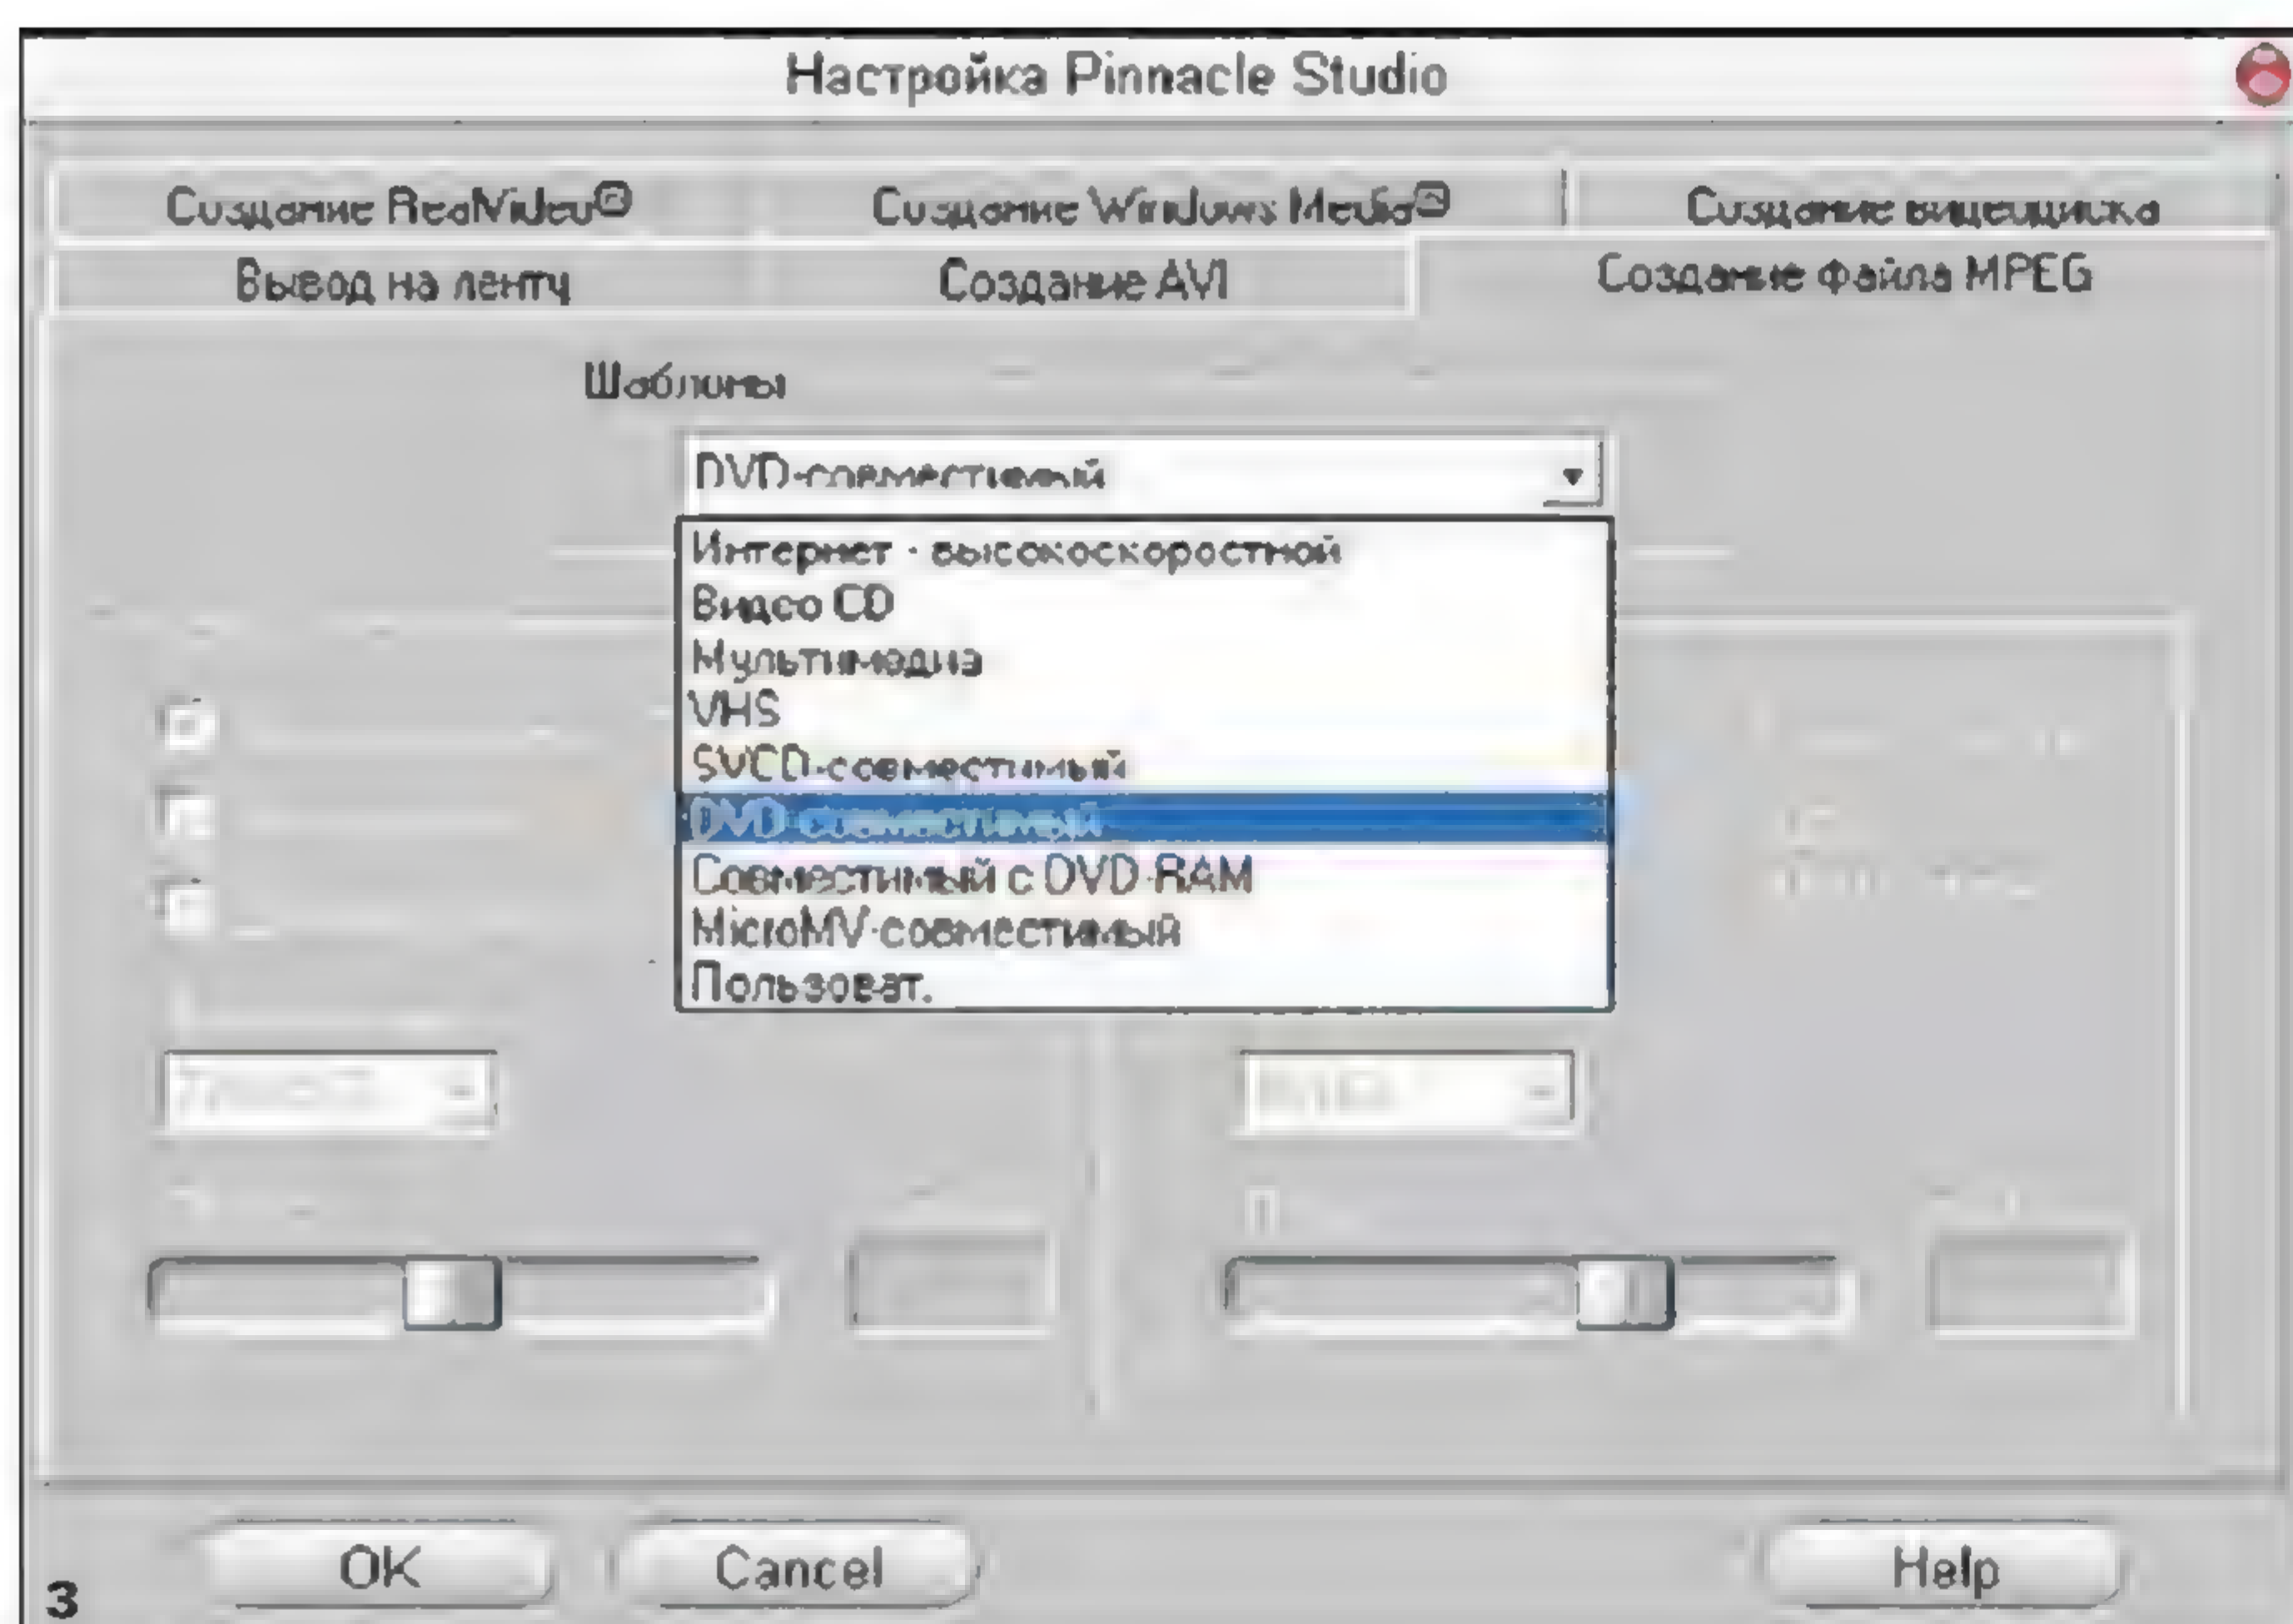 Настройка Pinnacle Studio
Создание RealVideo® Создание Windows Media® Создание видеодиска
Вывод на ленту Создание AVI Создание файла MPEG
Шаблоны
DVD-совместимый
Интернет - высокоскоростной
Видео CD
Мультимедиа
VHS
SVCD-совместимый
DVD-совместимый
Совместимый с DVD-RAM
MicroMV-совместимый
Пользоват.
OK Cancel Help
3